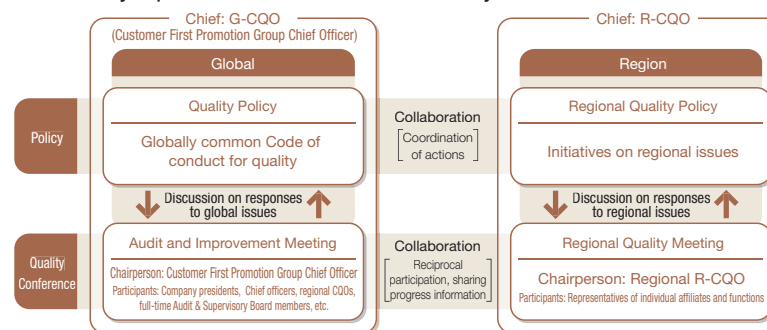 Chief: G-CQO
(Customer First Promotion Group Chief Officer)
Global
Policy
Quality Policy
Globally common Code of
conduct for quality
Discussion on responses
to global issues
Quality
Conference
Audit and Improvement Meeting
Chairperson: Customer First Promotion Group Chief Officer
Participants: Company presidents, Chief officers, regional CQOs,
full-time Audit & Supervisory Board members, etc.
Collaboration
Coordination
of actions
Collaboration
Reciprocal
participation, sharing
progress information
Chief: R-CQO
Region
Regional Quality Policy
Initiatives on regional issues
Discussion on responses
to regional issues
Regional Quality Meeting
Chairperson: Regional R-CQO
Participants: Representatives of individual affiliates and functions